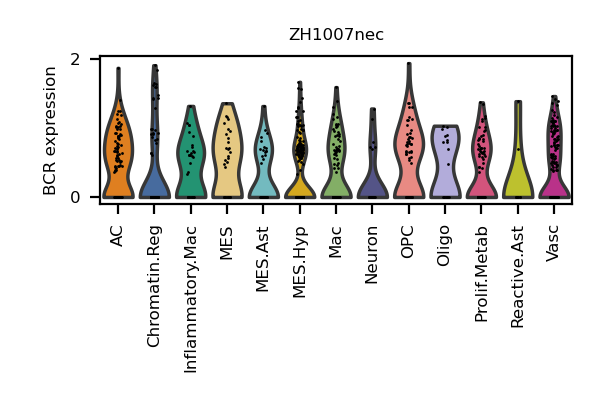 ZH1007nec
BCR expression
2
0
AC
Chromatin.Reg
Inflammatory.Mac
MES
MES.Ast
MES.Hyp
Mac
Neuron
OPC
Oligo
Prolif.Metab
Reactive.Ast
Vasc